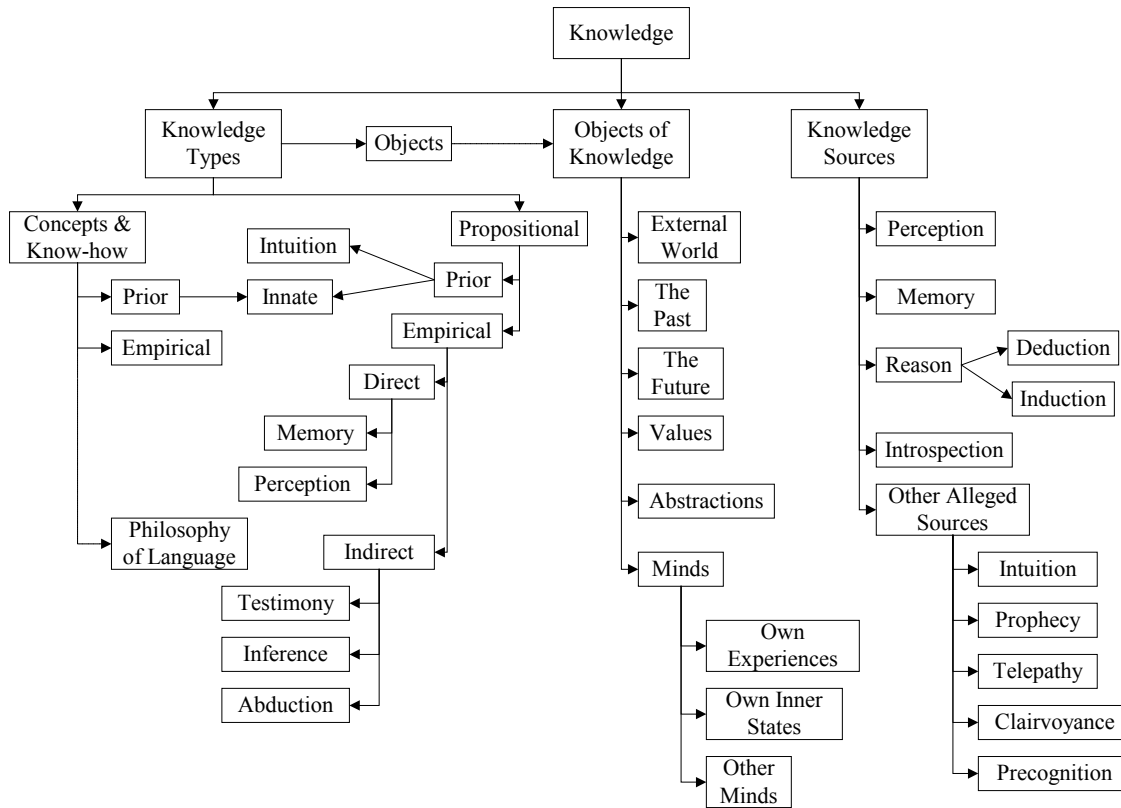 Knowledge
Knowledge
Types
Objects
Objects of
Knowledge
Knowledge
Sources
Concepts &
Know-how
Prior
Innate
Empirical
Philosophy
of Language
Propositional
Intuition
Prior
Empirical
Direct
Memory
Perception
Indirect
Testimony
Inference
Abduction
External
World
The
Past
The
Future
Values
Abstractions
Minds
Own
Experiences
Own Inner
States
Other
Minds
Perception
Memory
Reason
Deduction
Induction
Introspection
Other Alleged
Sources
Intuition
Prophecy
Telepathy
Clairvoyance
Precognition